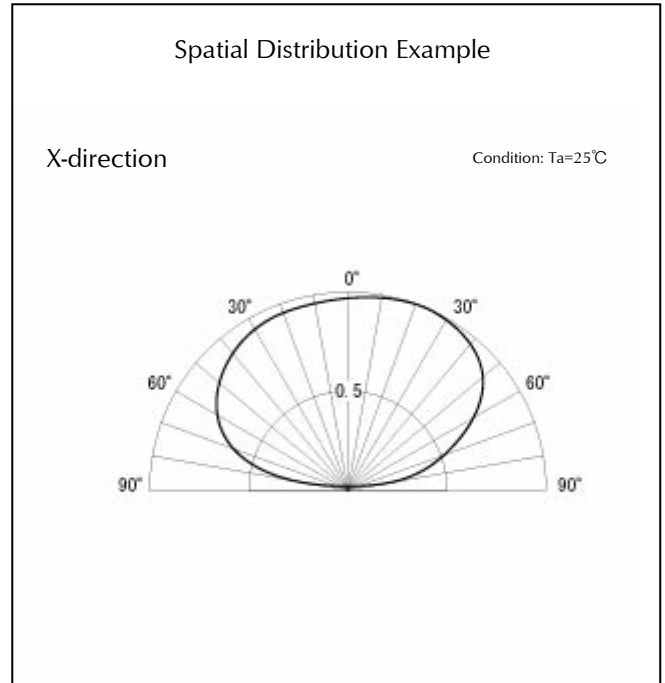 Spatial Distribution Example
X-direction
Condition: Ta=25℃
0°
30° 30°
60° 60°
0.5
90° 90°